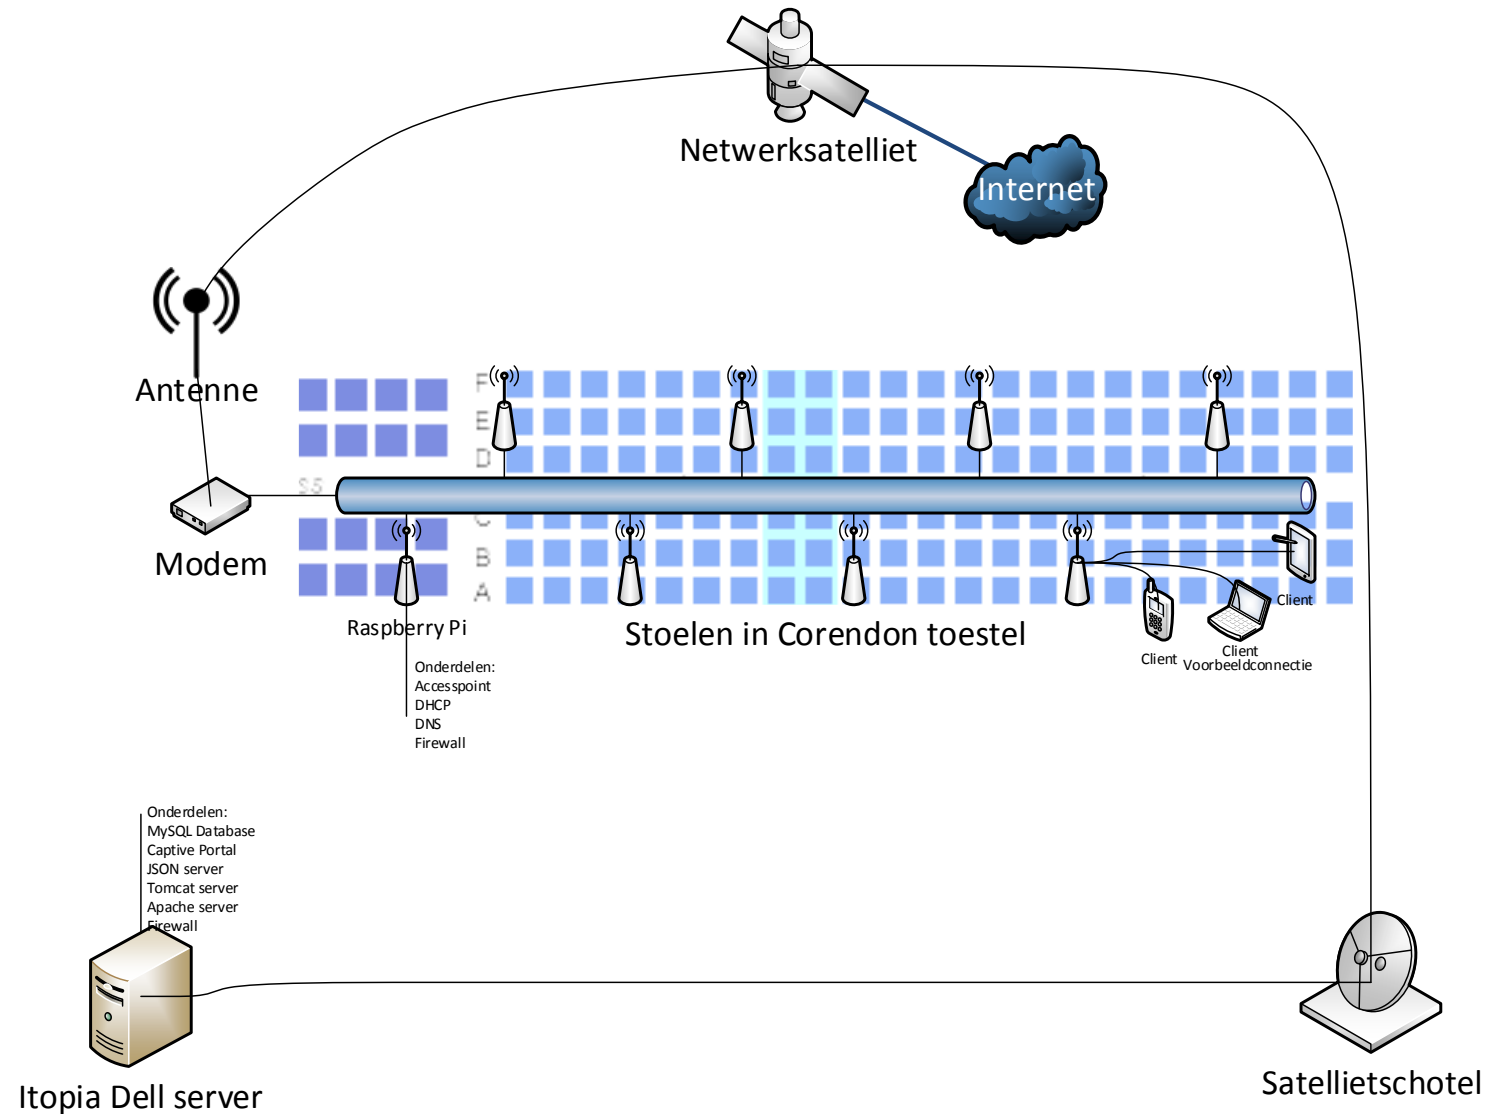 Netwerksatelliet
Internet
Antenne
F
E
D
SS
C
B
A
Modem
Raspberry Pi
Stoelen in Corendon toestel
Client
Client
Client
Voorbeeldconnectie
Onderdelen:
Accesspoint
DHCP
DNS
Firewall
Onderdelen:
MySQL Database
Captive Portal
JSON server
Tomcat server
Apache server
Firewall
Itopia Dell server
Satellietschotel